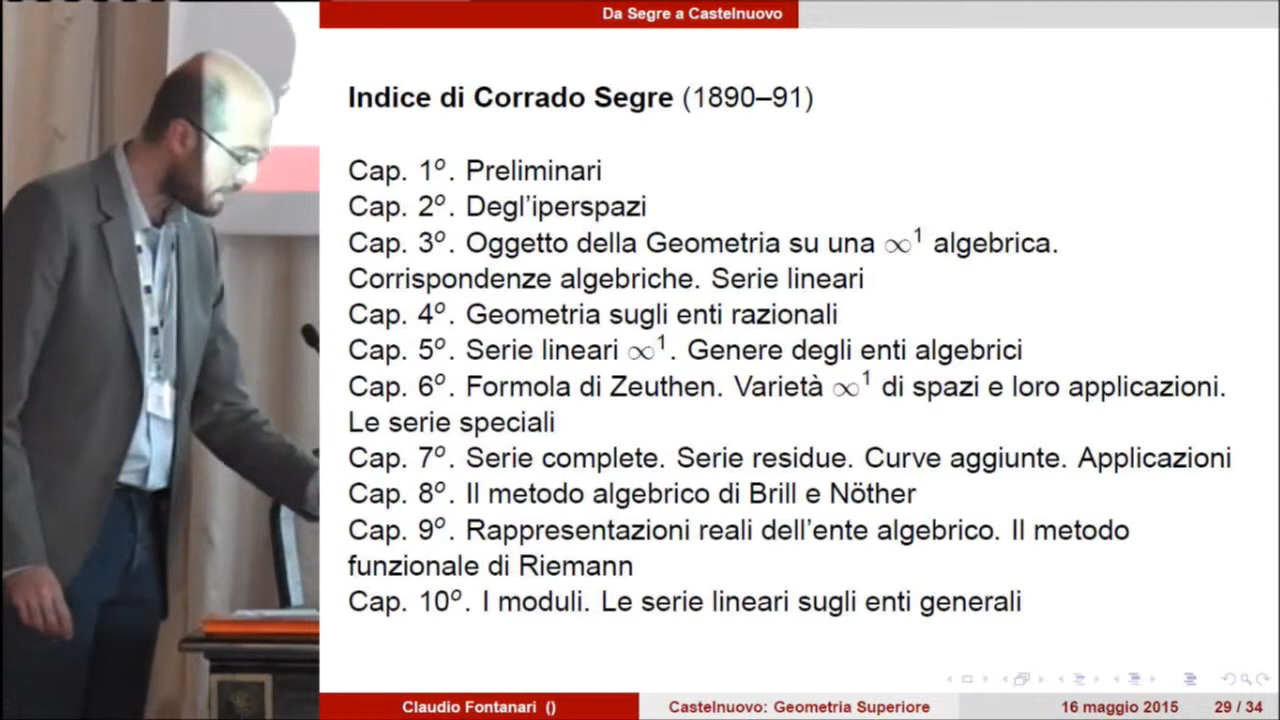 Da Segre a Castelnuovo
Indice di Corrado Segre (1890–91)
Cap. 1º. Preliminari
Cap. 2º. Degl'iperspazi
Cap. 3º. Oggetto della Geometria su una ∞¹ algebrica.
Corrispondenze algebriche. Serie lineari
Cap. 4º. Geometria sugli enti razionali
Cap. 5º. Serie lineari ∞¹. Genere degli enti algebrici
Cap. 6º. Formola di Zeuthen. Varietà ∞¹ di spazi e loro applicazioni.
Le serie speciali
Cap. 7º. Serie complete. Serie residue. Curve aggiunte. Applicazioni
Cap. 8º. Il metodo algebrico di Brill e Nöther
Cap. 9º. Rappresentazioni reali dell'ente algebrico. Il metodo
funzionale di Riemann
Cap. 10º. I moduli. Le serie lineari sugli enti generali
Claudio Fontanari () Castelnuovo: Geometria Superiore 16 maggio 2015 29 / 34